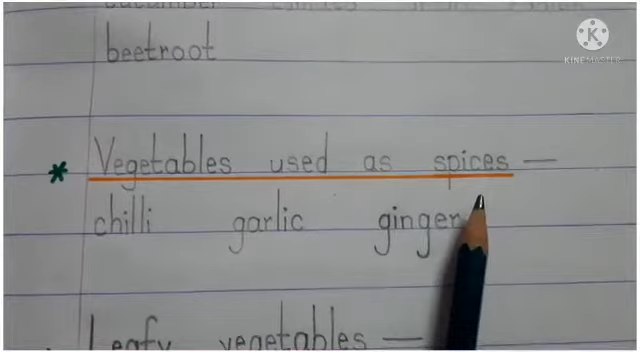 beetroot
KINEMASTER
* Vegetables used as spices —
chilli garlic ginger
Leafy vegetables —